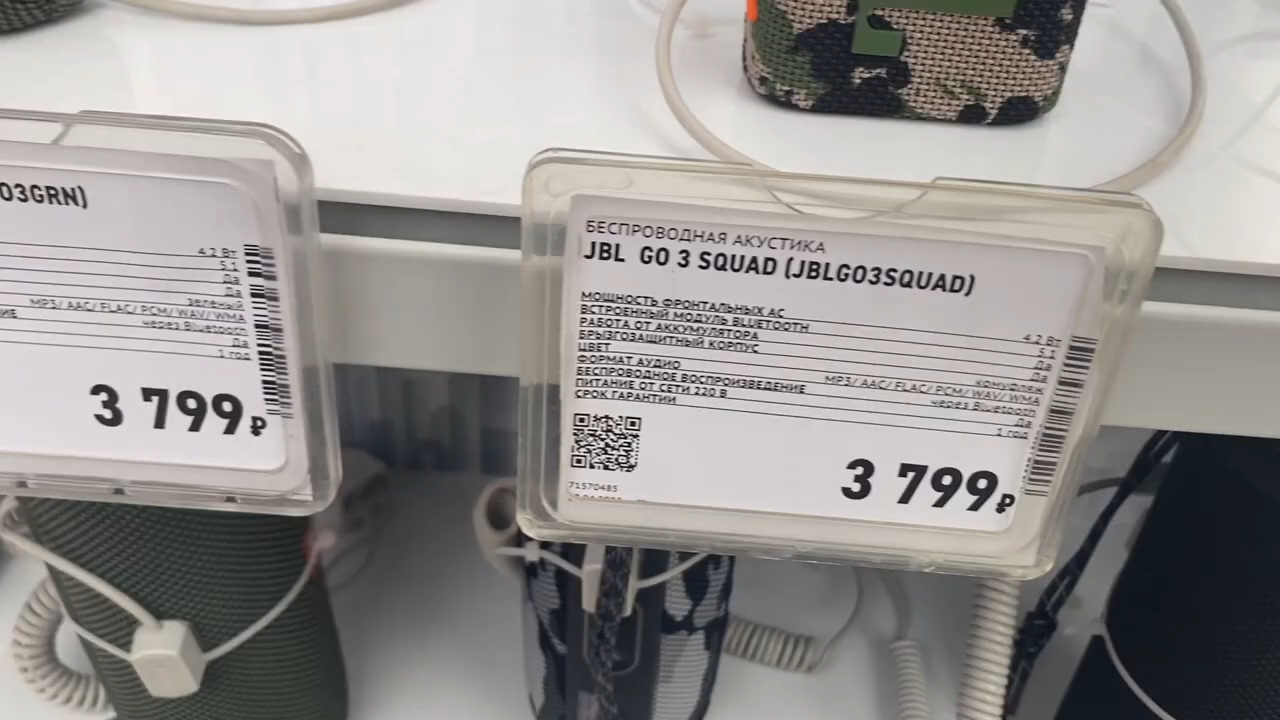 O3GRN)
4.2 Вт
5.1
Да
Да
зеленый
MP3/ AAC/ FLAC/ PCM/ WAV/ WMA
через Bluetooth
Да
1 год
3 799₽
БЕСПРОВОДНАЯ АКУСТИКА
JBL GO 3 SQUAD (JBLGO3SQUAD)
МОЩНОСТЬ ФРОНТАЛЬНЫХ АС 4.2 Вт
ВСТРОЕННЫЙ МОДУЛЬ BLUETOOTH 5.1
РАБОТА ОТ АККУМУЛЯТОРА Да
БРЫЗГОЗАЩИТНЫЙ КОРПУС Да
ЦВЕТ камуфляж
ФОРМАТ АУДИО MP3/ AAC/ FLAC/ PCM/ WAV/ WMA
БЕСПРОВОДНОЕ ВОСПРОИЗВЕДЕНИЕ через Bluetooth
ПИТАНИЕ ОТ СЕТИ 220 В Да
СРОК ГАРАНТИИ 1 год
71570485
3 799₽